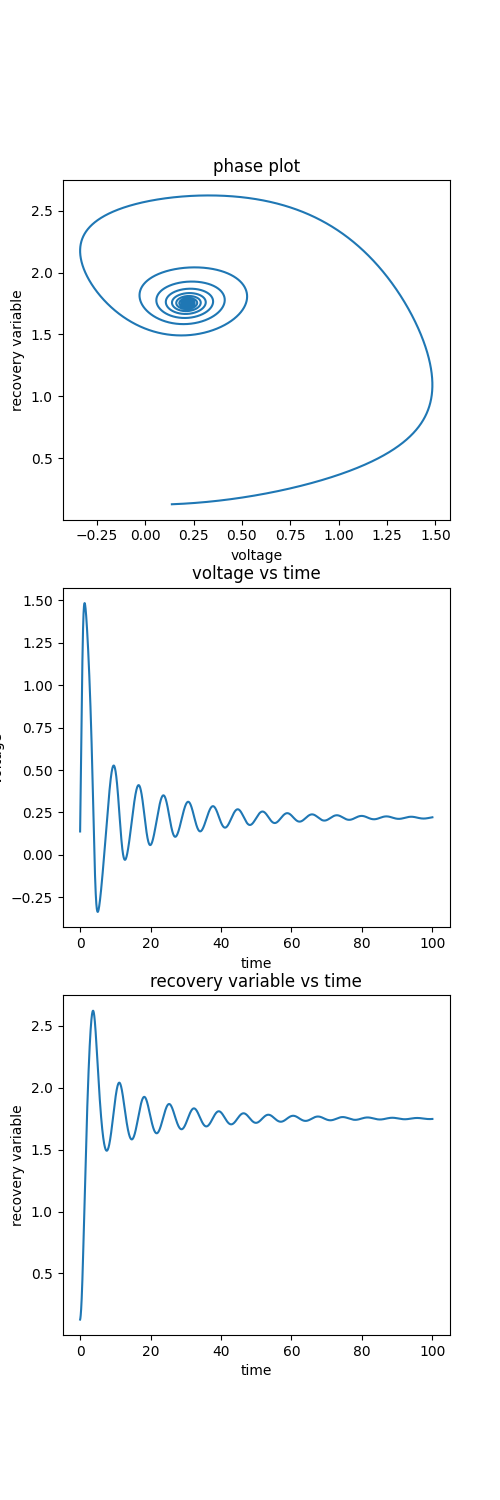 phase plot
2.5
2.0
1.5
1.0
0.5
recovery variable
−0.25 0.00 0.25 0.50 0.75 1.00 1.25 1.50
voltage
voltage vs time
1.50
1.25
1.00
0.75
0.50
0.25
0.00
−0.25
0 20 40 60 80 100
time
recovery variable vs time
2.5
2.0
1.5
1.0
0.5
recovery variable
0 20 40 60 80 100
time